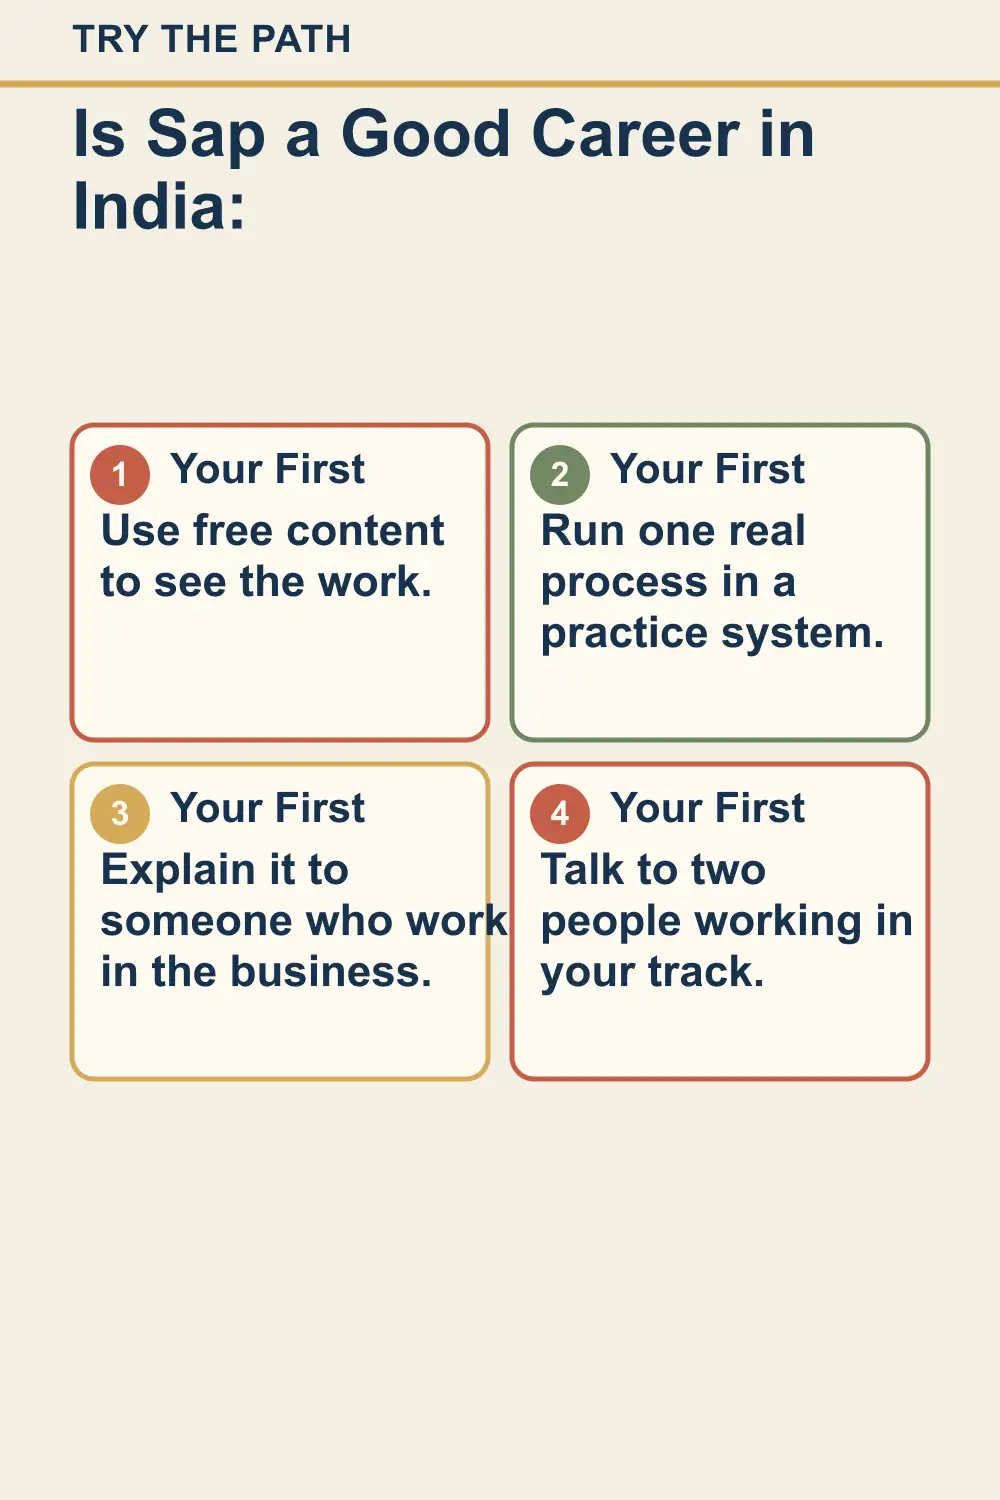 TRY THE PATH
Is Sap a Good Career in
India:
1 Your First
Use free content
to see the work.
2 Your First
Run one real
process in a
practice system.
3 Your First
Explain it to
someone who work
in the business.
4 Your First
Talk to two
people working in
your track.